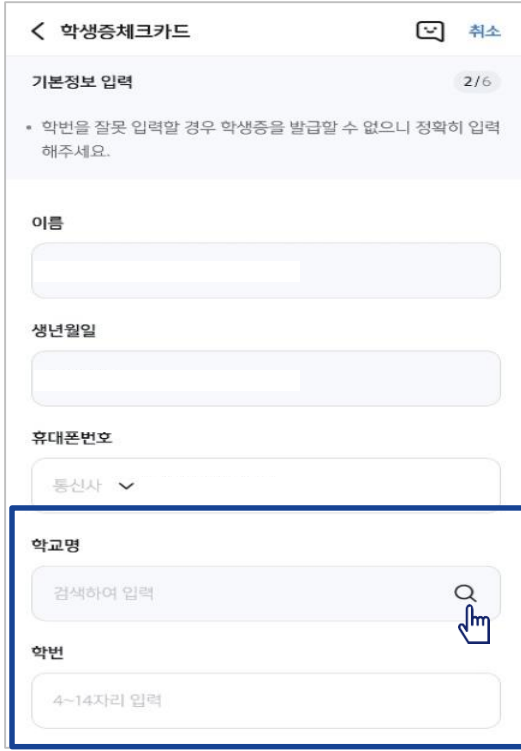 학생증체크카드
취소
기본정보 입력
2/6
• 학번을 잘못 입력할 경우 학생증을 발급할 수 없으니 정확히 입력
해주세요.
이름
생년월일
휴대폰번호
통신사
학교명
검색하여 입력
학번
4~14자리 입력